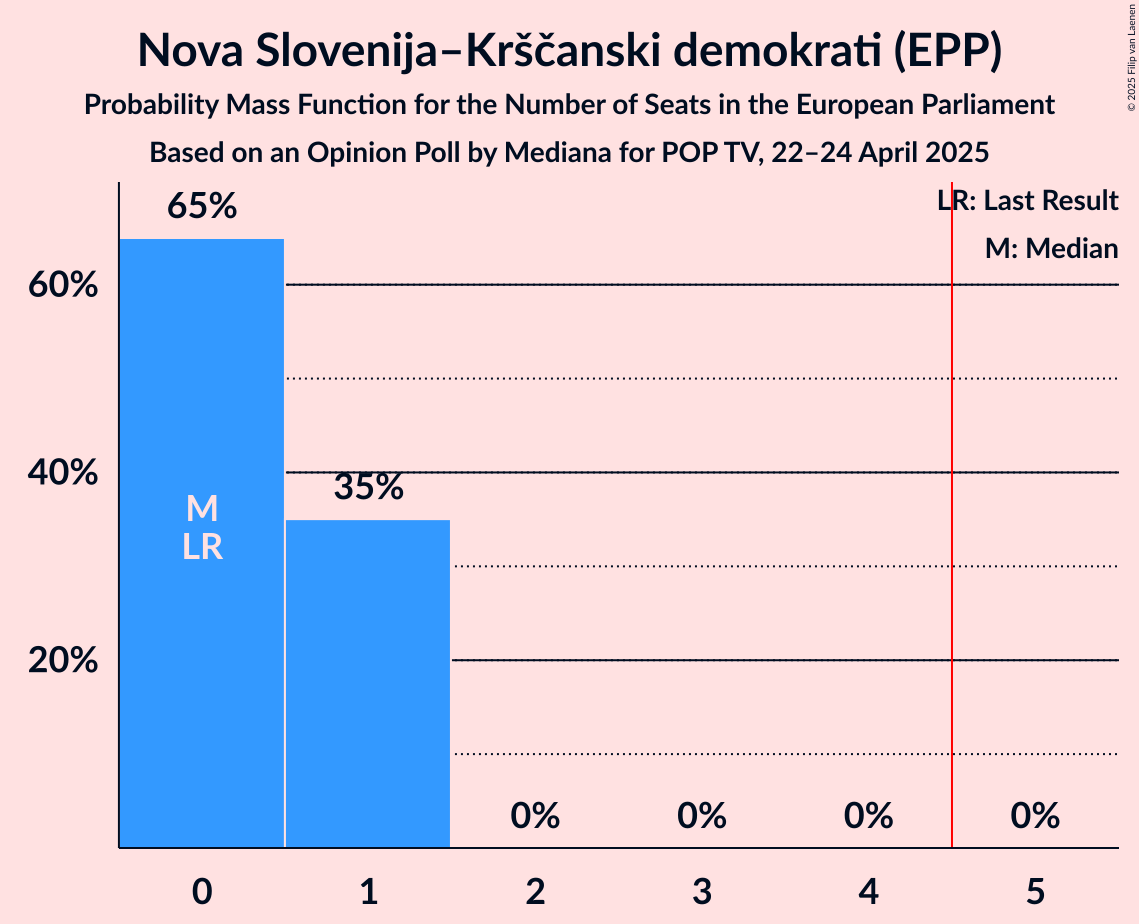 Nova Slovenija–Krščanski demokrati (EPP)
Probability Mass Function for the Number of Seats in the European Parliament
Based on an Opinion Poll by Mediana for POP TV, 22–24 April 2025
© 2025 Filip van Laenen
LR: Last Result
M: Median
65%
60%
40%
35%
M
LR
20%
0% 0% 0% 0%
0 1 2 3 4 5